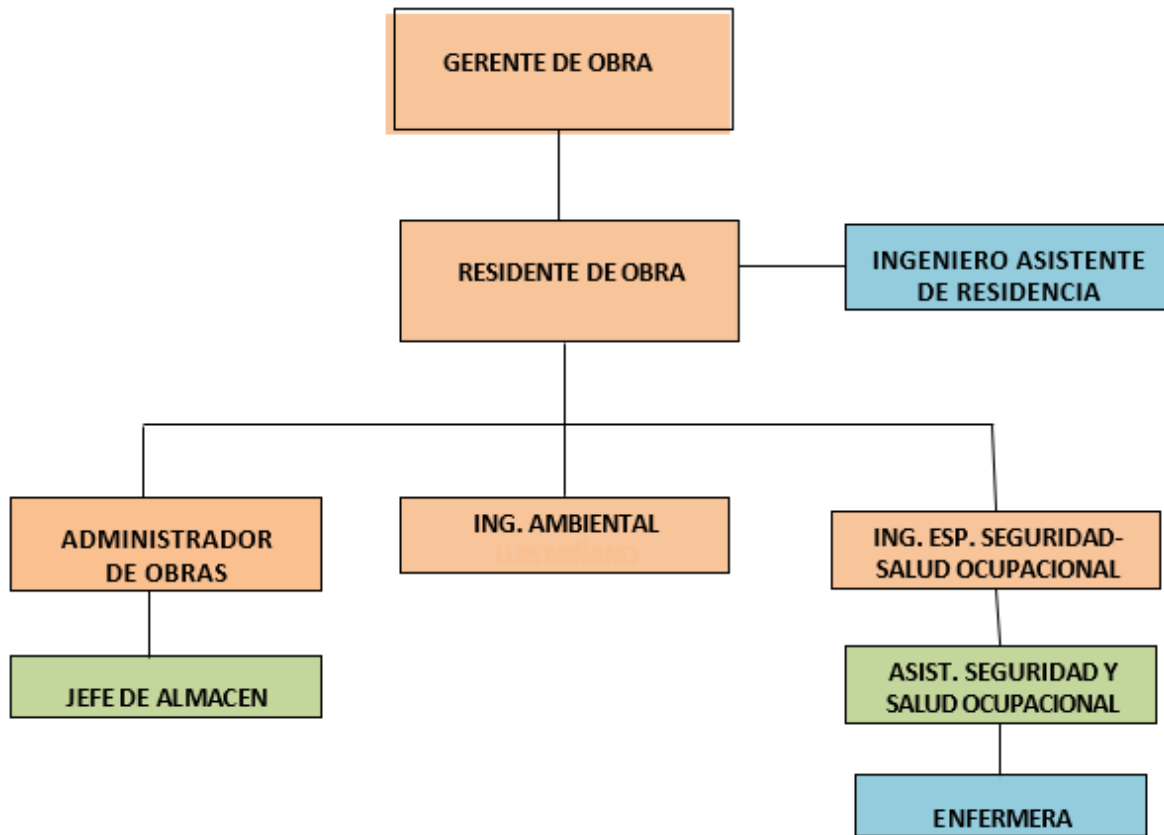 GERENTE DE OBRA
RESIDENTE DE OBRA
INGENIERO ASISTENTE
DE RESIDENCIA
ADMINISTRADOR
DE OBRAS
ING. AMBIENTAL
ING. ESP. SEGURIDAD-
SALUD OCUPACIONAL
JEFE DE ALMACEN
ASIST. SEGURIDAD Y
SALUD OCUPACIONAL
ENFERMERA